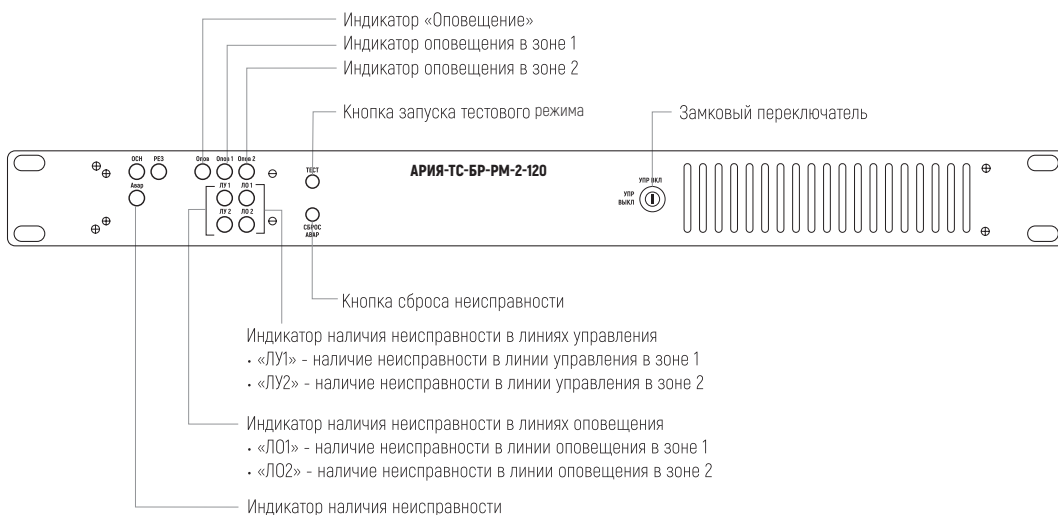 Индикатор «Оповещение»
Индикатор оповещения в зоне 1
Индикатор оповещения в зоне 2
Кнопка запуска тестового режима
Замковый переключатель
ОСН РЕЗ Опов Опов 1 Опов 2
ТЕСТ
АРИЯ-ТС-БР-РМ-2-120
УПР ВКЛ
Авар
ЛУ 1 ЛО 1
УПР
ВЫКЛ
ЛУ 2 ЛО 2
СБРОС
АВАР
Кнопка сброса неисправности
Индикатор наличия неисправности в линиях управления
• «ЛУ1» - наличие неисправности в линии управления в зоне 1
• «ЛУ2» - наличие неисправности в линии управления в зоне 2
Индикатор наличия неисправности в линиях оповещения
• «ЛО1» - наличие неисправности в линии оповещения в зоне 1
• «ЛО2» - наличие неисправности в линии оповещения в зоне 2
Индикатор наличия неисправности